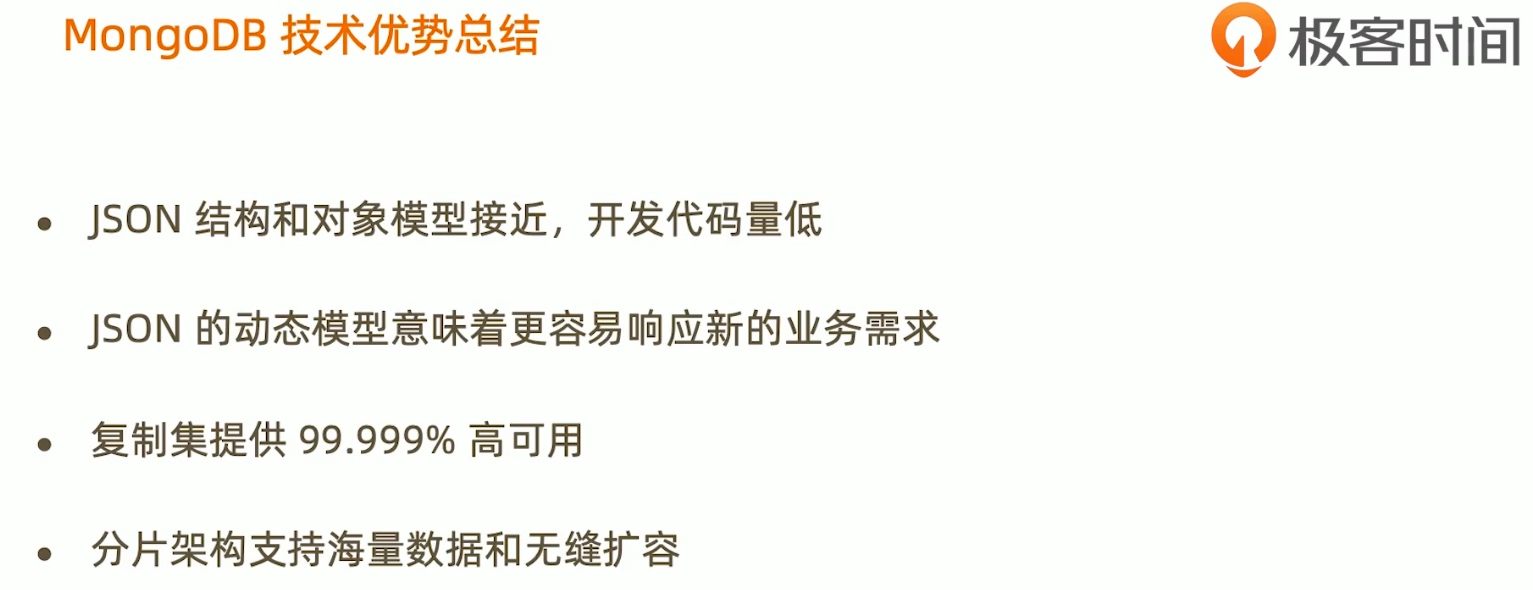 MongoDB 技术优势总结
极客时间
• JSON 结构和对象模型接近，开发代码量低
• JSON 的动态模型意味着更容易响应新的业务需求
• 复制集提供 99.999% 高可用
• 分片架构支持海量数据和无缝扩容